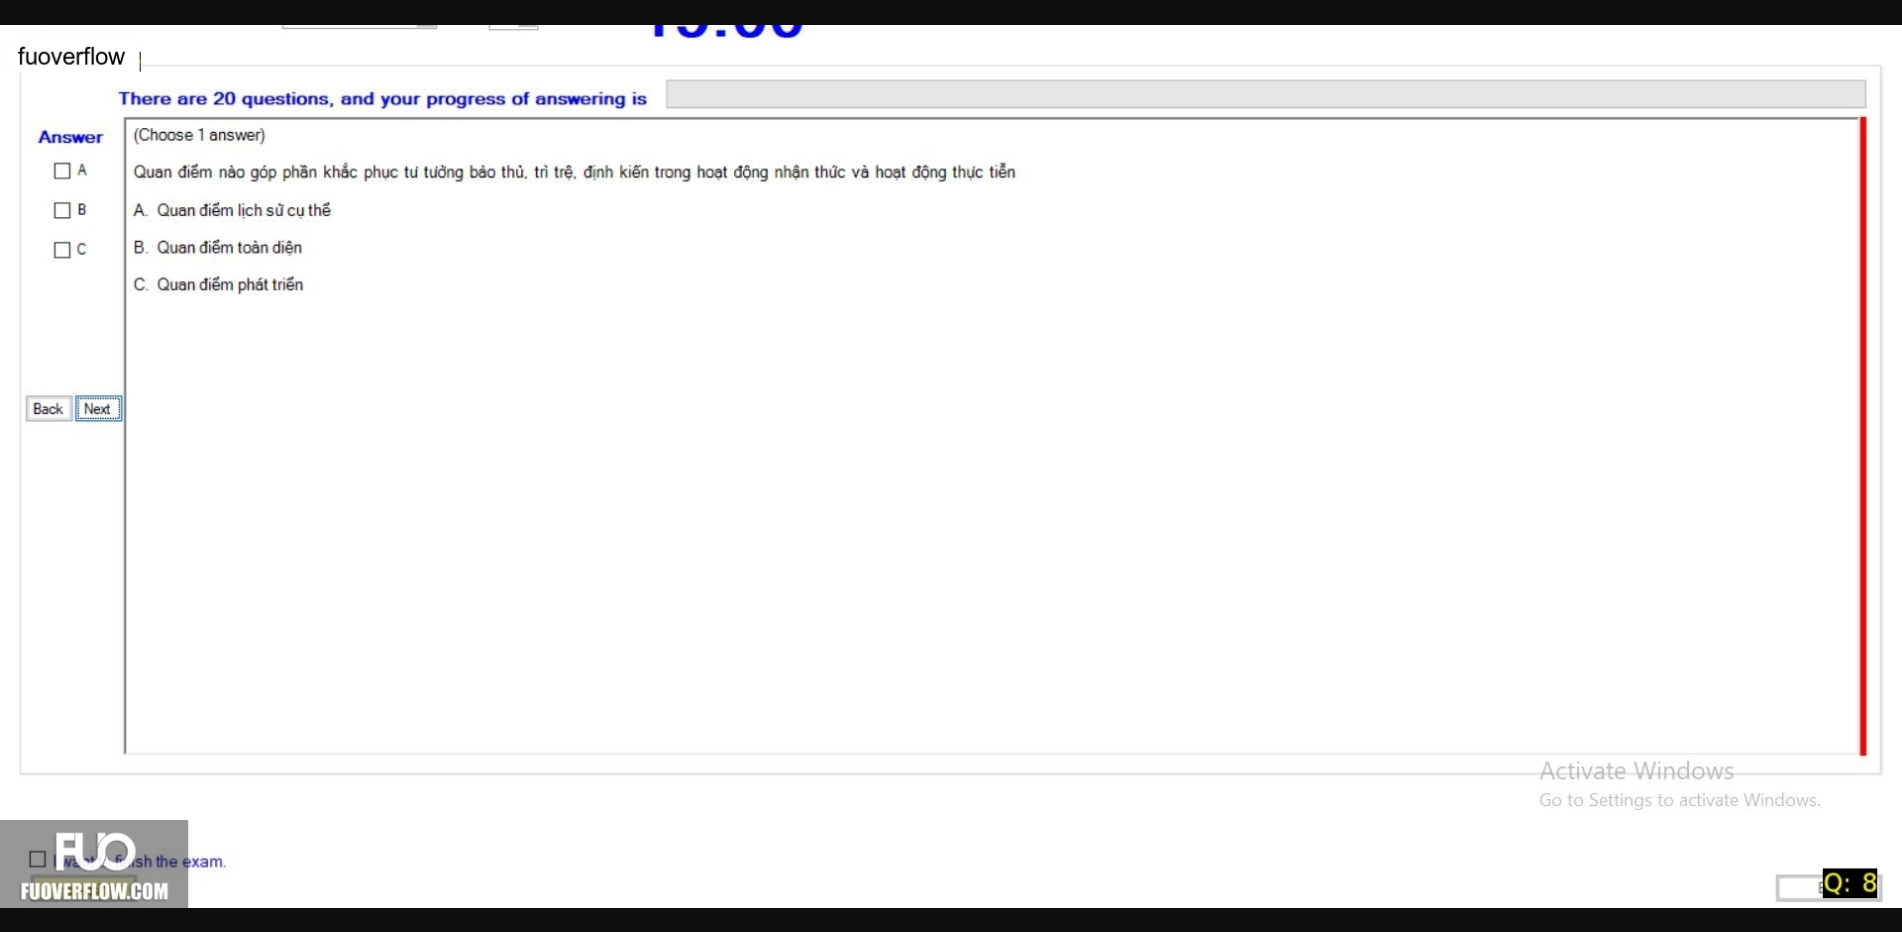 fuoverflow
There are 20 questions, and your progress of answering is
Answer
(Choose 1 answer)
A
Quan điểm nào góp phần khắc phục tư tưởng bảo thủ, trì trệ, định kiến trong hoạt động nhận thức và hoạt động thực tiễn
B
A. Quan điểm lịch sử cụ thể
C
B. Quan điểm toàn diện
C. Quan điểm phát triển
Back Next
Activate Windows
Go to Settings to activate Windows.
FUO
the exam.
FUOVERFLOW.COM
Q: 8